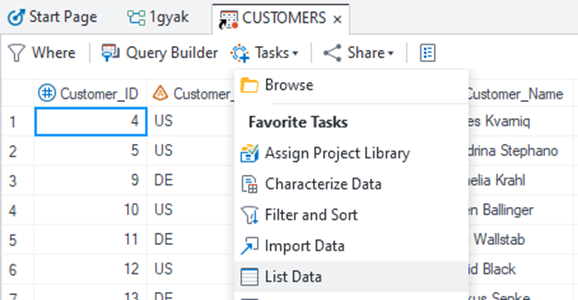 Start Page 1gyak CUSTOMERS ×
Where Query Builder Tasks Share
Customer_ID Customer_ Customer_Name
Browse
Favorite Tasks
Assign Project Library
Characterize Data
Filter and Sort
Import Data
List Data
1 4 US es Kvarniq
2 5 US drina Stephano
3 9 DE nelia Krahl
4 10 US en Ballinger
5 11 DE Wallstab
6 12 US id Black
7 13 DE kus Sepke